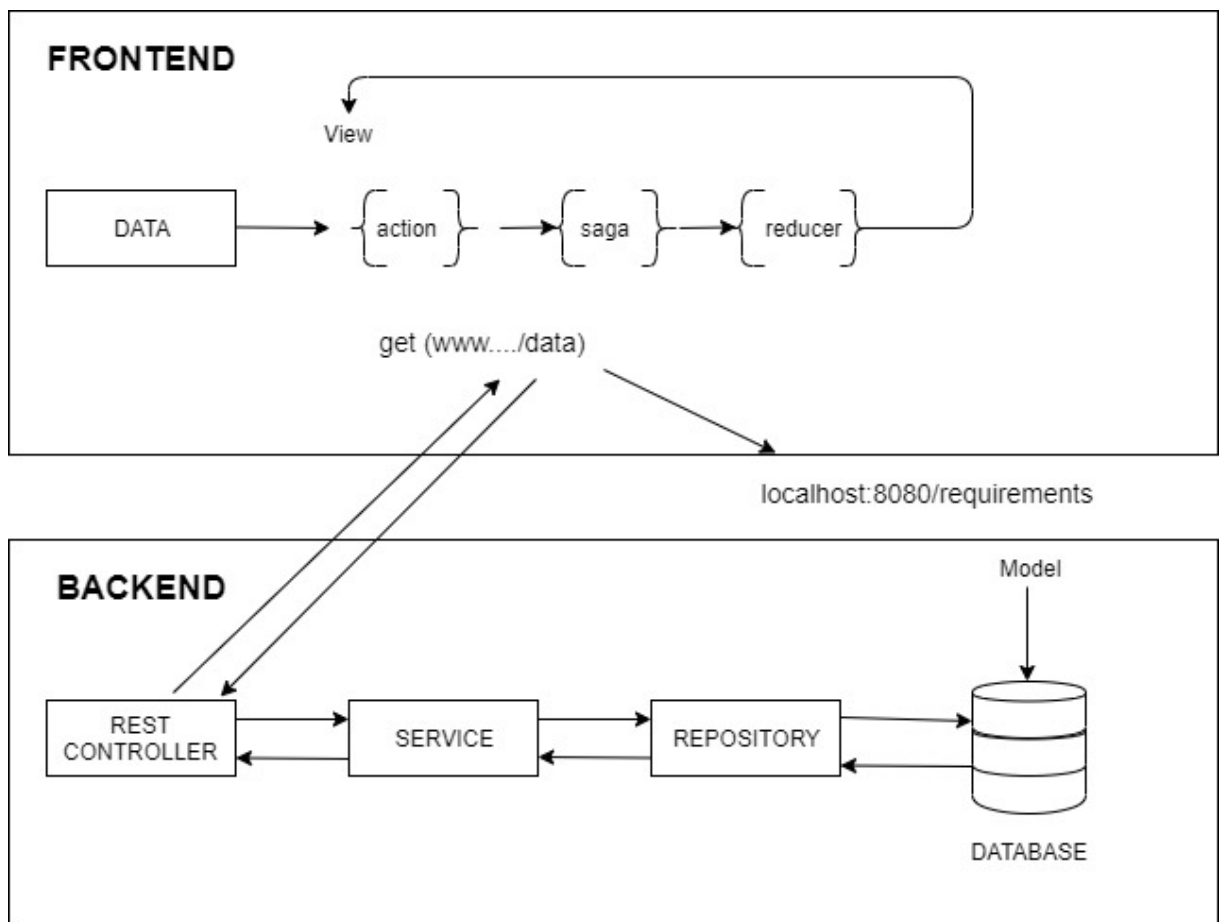 FRONTEND
View
DATA
action
saga
reducer
get (www..../data)
localhost:8080/requirements
BACKEND
Model
REST
CONTROLLER
SERVICE
REPOSITORY
DATABASE